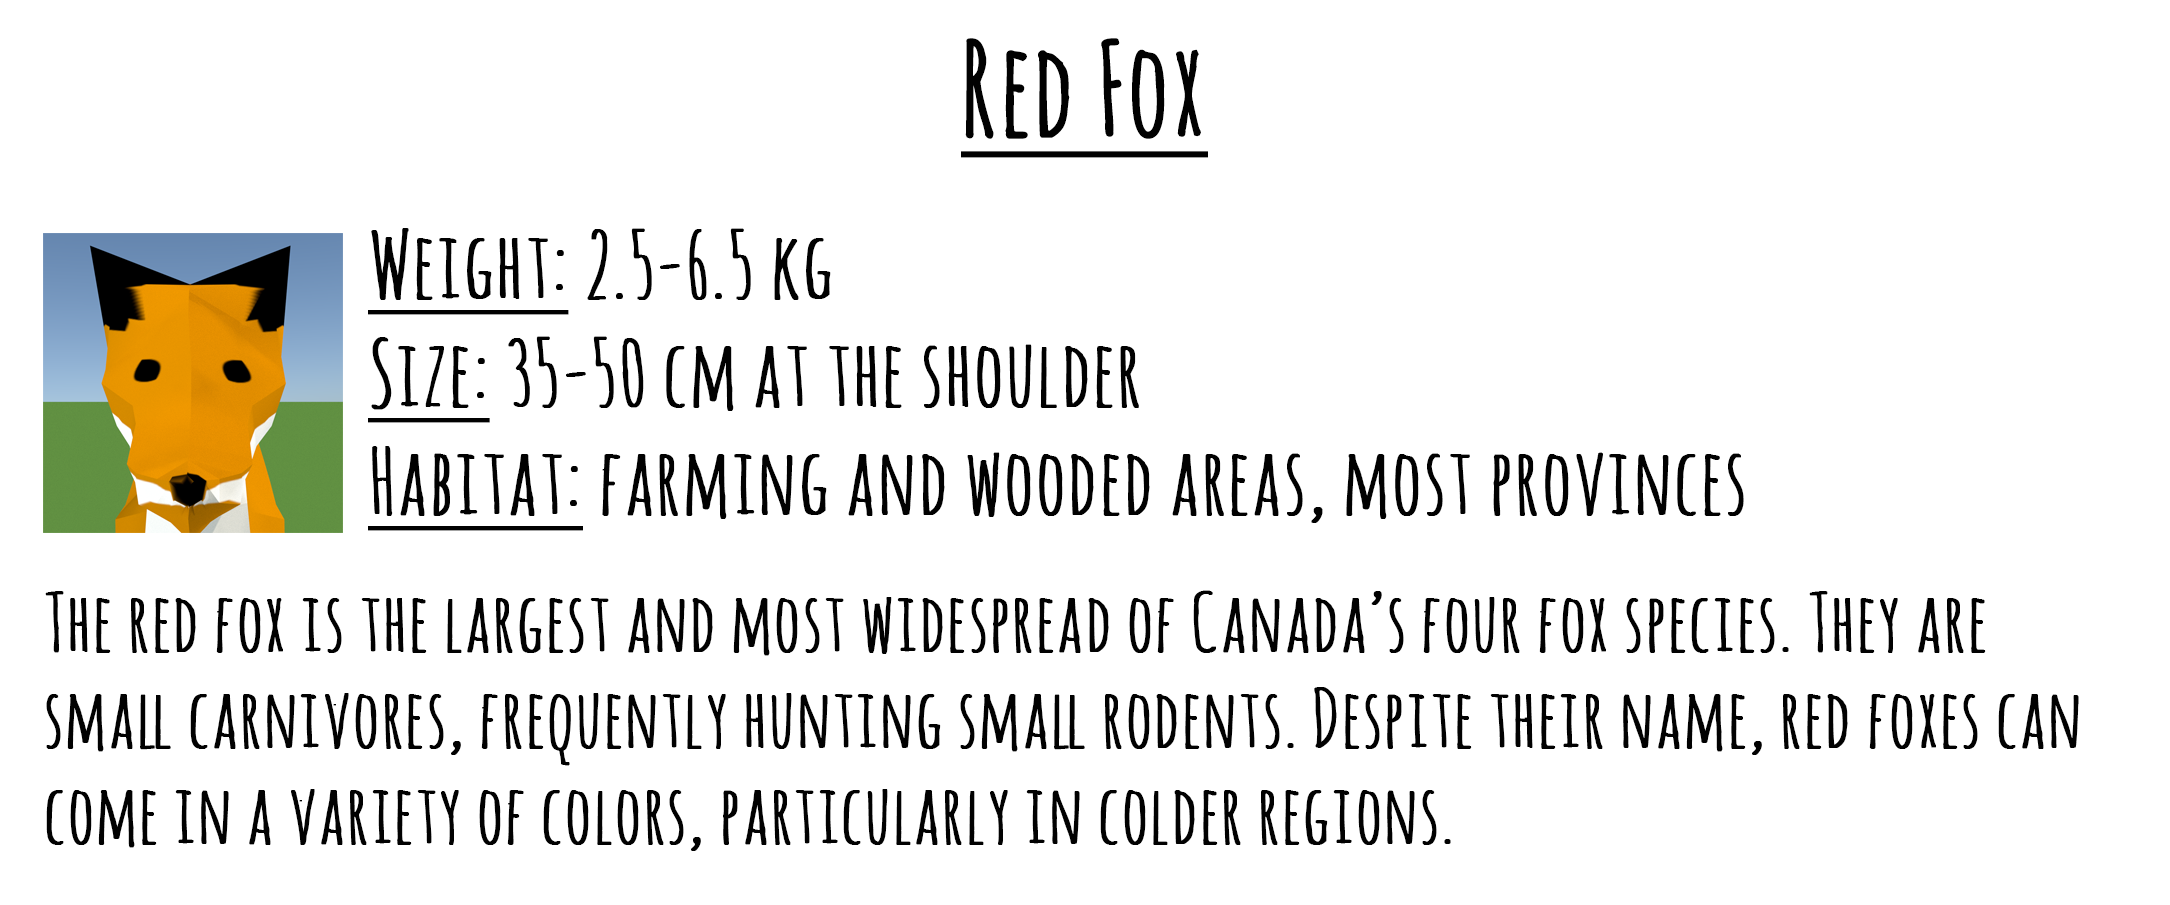 Red Fox
Weight: 2.5-6.5 kg
Size: 35-50 cm at the shoulder
Habitat: farming and wooded areas, most provinces
The red fox is the largest and most widespread of Canada’s four fox species. They are
small carnivores, frequently hunting small rodents. Despite their name, red foxes can
come in a variety of colors, particularly in colder regions.